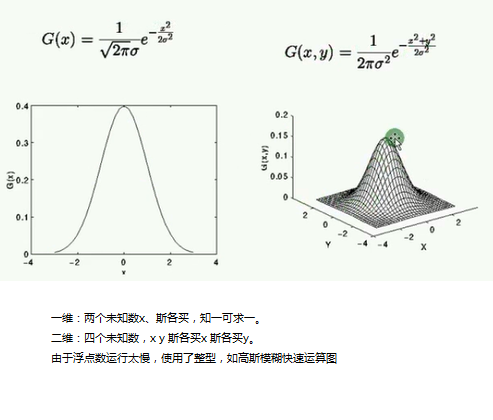 G(x) = \frac{1}{\sqrt{2\pi}\sigma} e^{-\frac{x^2}{2\sigma^2}}
G(x, y) = \frac{1}{2\pi\sigma^2} e^{-\frac{x^2+y^2}{2\sigma^2}}
0.4
0.3
0.2
0.1
0
G(x)
-4 -2 0 2 4
x
0.2
0.15
0.1
0.05
0
G(x,y)
2 0 -2 -4
Y
-4 -2 0 2
X
一维：两个未知数x、斯各买，知一可求一。
二维：四个未知数，x y 斯各买x 斯各买y。
由于浮点数运行太慢，使用了整型，如高斯模糊快速运算图